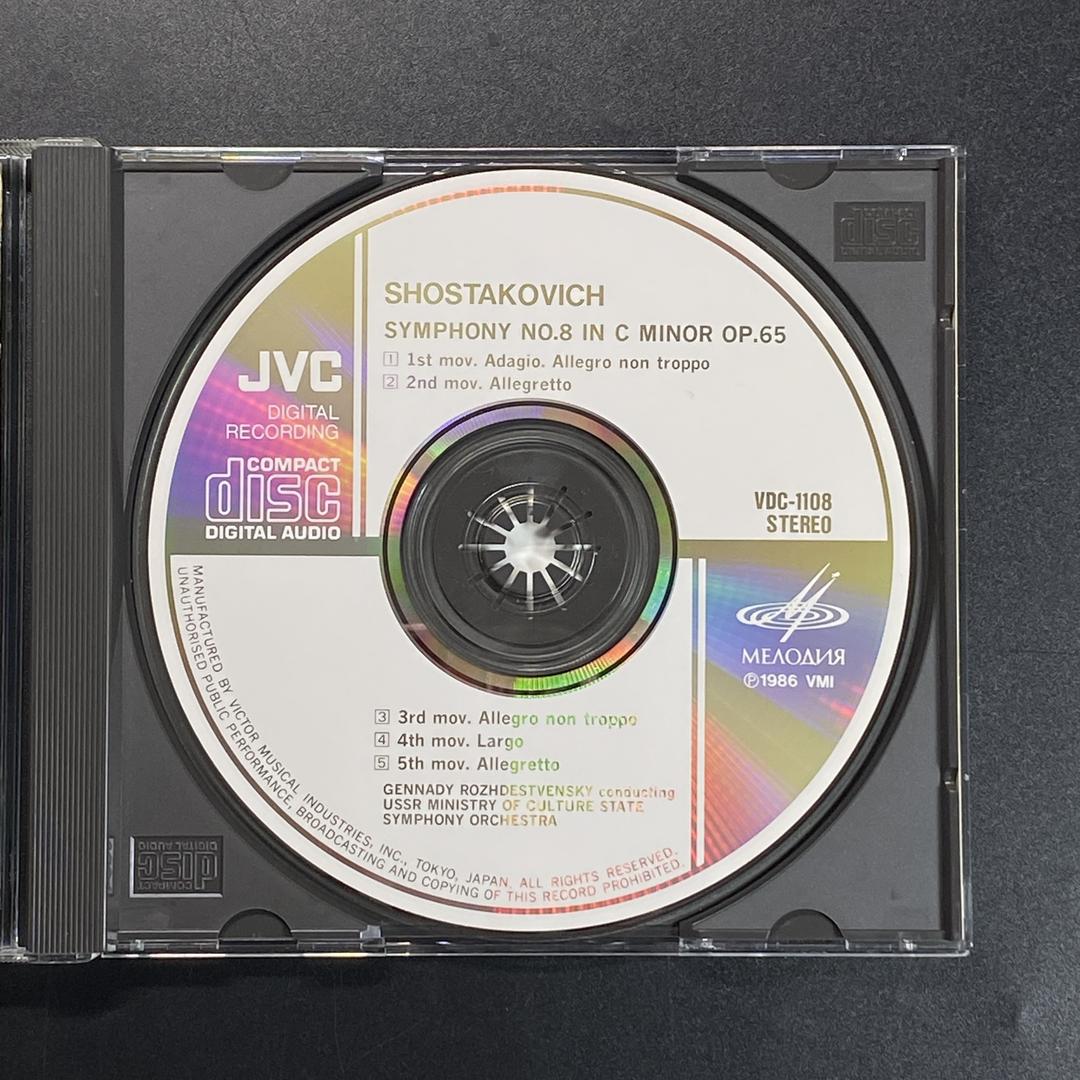 SHOSTAKOVICH
SYMPHONY NO.8 IN C MINOR OP.65
1 1st mov. Adagio. Allegro non troppo
2 2nd mov. Allegretto
JVC
DIGITAL
RECORDING
COMPACT
disc
DIGITAL AUDIO
VDC-1108
STEREO
МЕЛОДИЯ
℗1986 VMI
3 3rd mov. Allegro non troppo
4 4th mov. Largo
5 5th mov. Allegretto
GENNADY ROZHDESTVENSKY conducting
USSR MINISTRY OF CULTURE STATE
SYMPHONY ORCHESTRA
MANUFACTURED BY VICTOR MUSICAL INDUSTRIES, INC., TOKYO, JAPAN. ALL RIGHTS RESERVED.
UNAUTHORISED PUBLIC PERFORMANCE, BROADCASTING AND COPYING OF THIS RECORD PROHIBITED.
COMPACT
disc
DIGITAL AUDIO
COMPACT
disc
DIGITAL AUDIO